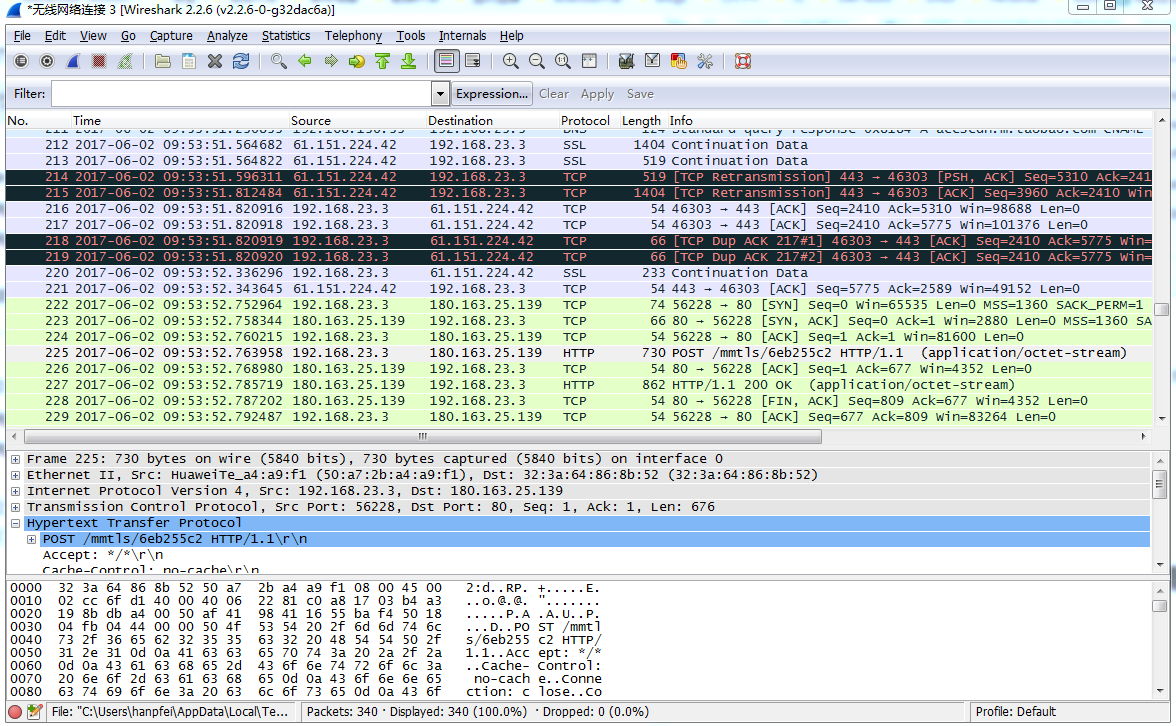 *无线网络连接 3 [Wireshark 2.2.6 (v2.2.6-0-g32dac6a)]
File Edit View Go Capture Analyze Statistics Telephony Tools Internals Help
Filter: Expression... Clear Apply Save
No. Time Source Destination Protocol Length Info
212 2017-06-02 09:53:51.564682 61.151.224.42 192.168.23.3 SSL 1404 Continuation Data
213 2017-06-02 09:53:51.564822 61.151.224.42 192.168.23.3 SSL 519 Continuation Data
214 2017-06-02 09:53:51.596311 61.151.224.42 192.168.23.3 TCP 519 [TCP Retransmission] 443 → 46303 [PSH, ACK] Seq=5310 Ack=241
215 2017-06-02 09:53:51.812484 61.151.224.42 192.168.23.3 TCP 1404 [TCP Retransmission] 443 → 46303 [ACK] Seq=3960 Ack=2410 Win
216 2017-06-02 09:53:51.820916 192.168.23.3 61.151.224.42 TCP 54 46303 → 443 [ACK] Seq=2410 Ack=5310 Win=98688 Len=0
217 2017-06-02 09:53:51.820918 192.168.23.3 61.151.224.42 TCP 54 46303 → 443 [ACK] Seq=2410 Ack=5775 Win=101376 Len=0
218 2017-06-02 09:53:51.820919 192.168.23.3 61.151.224.42 TCP 66 [TCP Dup ACK 217#1] 46303 → 443 [ACK] Seq=2410 Ack=5775 Win=
219 2017-06-02 09:53:51.820920 192.168.23.3 61.151.224.42 TCP 66 [TCP Dup ACK 217#2] 46303 → 443 [ACK] Seq=2410 Ack=5775 Win=
220 2017-06-02 09:53:52.336296 192.168.23.3 61.151.224.42 SSL 233 Continuation Data
221 2017-06-02 09:53:52.343645 61.151.224.42 192.168.23.3 TCP 54 443 → 46303 [ACK] Seq=5775 Ack=2589 Win=49152 Len=0
222 2017-06-02 09:53:52.752964 192.168.23.3 180.163.25.139 TCP 74 56228 → 80 [SYN] Seq=0 Win=65535 Len=0 MSS=1360 SACK_PERM=1
223 2017-06-02 09:53:52.758344 180.163.25.139 192.168.23.3 TCP 66 80 → 56228 [SYN, ACK] Seq=0 Ack=1 Win=2880 Len=0 MSS=1360 SA
224 2017-06-02 09:53:52.760215 192.168.23.3 180.163.25.139 TCP 54 56228 → 80 [ACK] Seq=1 Ack=1 Win=81600 Len=0
225 2017-06-02 09:53:52.763958 192.168.23.3 180.163.25.139 HTTP 730 POST /mmtls/6eb255c2 HTTP/1.1 (application/octet-stream)
226 2017-06-02 09:53:52.768980 180.163.25.139 192.168.23.3 TCP 54 80 → 56228 [ACK] Seq=1 Ack=677 Win=4352 Len=0
227 2017-06-02 09:53:52.785719 180.163.25.139 192.168.23.3 HTTP 862 HTTP/1.1 200 OK (application/octet-stream)
228 2017-06-02 09:53:52.787202 180.163.25.139 192.168.23.3 TCP 54 80 → 56228 [FIN, ACK] Seq=809 Ack=677 Win=4352 Len=0
229 2017-06-02 09:53:52.792487 192.168.23.3 180.163.25.139 TCP 54 56228 → 80 [ACK] Seq=677 Ack=809 Win=83264 Len=0
Frame 225: 730 bytes on wire (5840 bits), 730 bytes captured (5840 bits) on interface 0
Ethernet II, Src: HuaweiTe_a4:a9:f1 (50:a7:2b:a4:a9:f1), Dst: 32:3a:64:86:8b:52 (32:3a:64:86:8b:52)
Internet Protocol Version 4, Src: 192.168.23.3, Dst: 180.163.25.139
Transmission Control Protocol, Src Port: 56228, Dst Port: 80, Seq: 1, Ack: 1, Len: 676
Hypertext Transfer Protocol
POST /mmtls/6eb255c2 HTTP/1.1\r\n
Accept: */*\r\n
Cache-Control: no-cache\r\n
0000 32 3a 64 86 8b 52 50 a7 2b a4 a9 f1 08 00 45 00 2:d..RP. +.....E.
0010 02 cc 6f d1 40 00 40 06 22 81 c0 a8 17 03 b4 a3 ..o.@.@. ".......
0020 19 8b db a4 00 50 af 41 98 41 16 55 ba f4 50 18 .....P.A .A.U..P.
0030 04 fb 04 44 00 00 50 4f 53 54 20 2f 6d 6d 74 6c ...D..PO ST /mmtl
0040 73 2f 36 65 62 32 35 35 63 32 20 48 54 54 50 2f s/6eb255 c2 HTTP/
0050 31 2e 31 0d 0a 41 63 63 65 70 74 3a 20 2a 2f 2a 1.1..Acc ept: */*
0060 0d 0a 43 61 63 68 65 2d 43 6f 6e 74 72 6f 6c 3a ..Cache- Control:
0070 20 6e 6f 2d 63 61 63 68 65 0d 0a 43 6f 6e 6e 65 no-cach e..Conne
0080 63 74 69 6f 6e 3a 20 63 6c 6f 73 65 0d 0a 43 6f ction: c lose..Co
File: "C:\Users\hanpfei\AppData\Local\Te... Packets: 340 · Displayed: 340 (100.0%) · Dropped: 0 (0.0%) Profile: Default